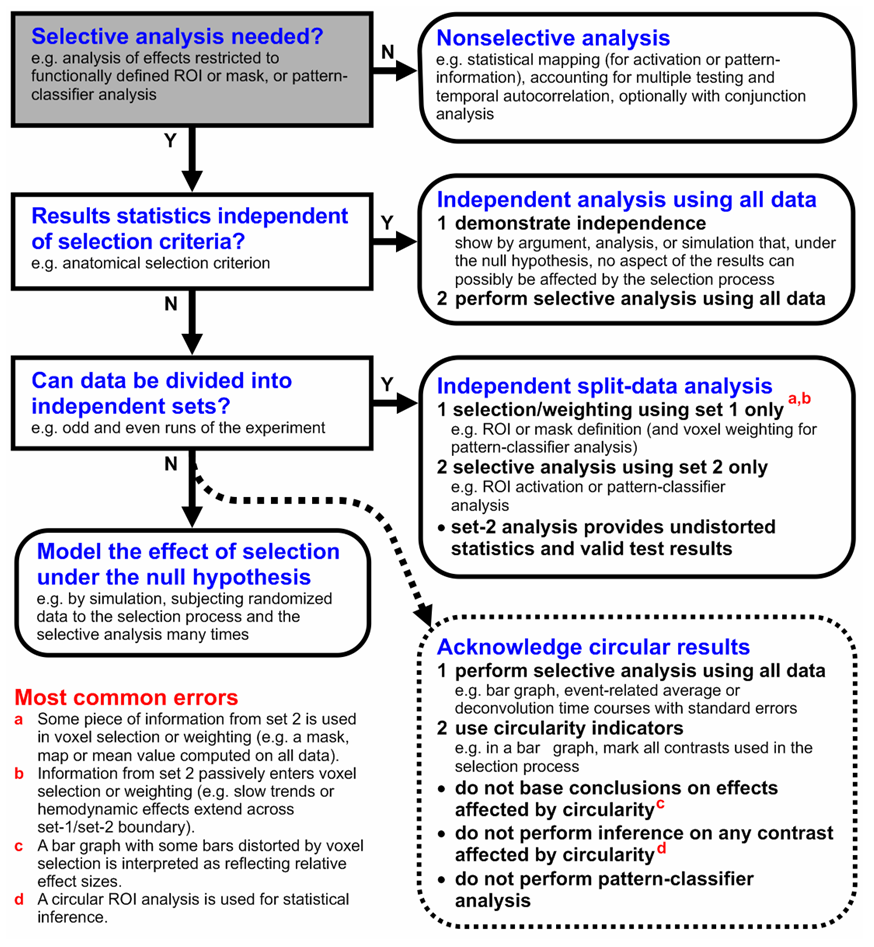 Selective analysis needed?
e.g. analysis of effects restricted to
functionally defined ROI or mask, or pattern-
classifier analysis
N
Nonselective analysis
e.g. statistical mapping (for activation or pattern-
information), accounting for multiple testing and
temporal autocorrelation, optionally with conjunction
analysis
Y
Results statistics independent
of selection criteria?
e.g. anatomical selection criterion
Y
Independent analysis using all data
1 demonstrate independence
show by argument, analysis, or simulation that, under
the null hypothesis, no aspect of the results can
possibly be affected by the selection process
2 perform selective analysis using all data
N
Can data be divided into
independent sets?
e.g. odd and even runs of the experiment
Y
Independent split-data analysis
1 selection/weighting using set 1 only a,b
e.g. ROI or mask definition (and voxel weighting for
pattern-classifier analysis)
2 selective analysis using set 2 only
e.g. ROI activation or pattern-classifier
analysis
• set-2 analysis provides undistorted
statistics and valid test results
N
Model the effect of selection
under the null hypothesis
e.g. by simulation, subjecting randomized
data to the selection process and the
selective analysis many times
Acknowledge circular results
1 perform selective analysis using all data
e.g. bar graph, event-related average or
deconvolution time courses with standard errors
2 use circularity indicators
e.g. in a bar graph, mark all contrasts used in the
selection process
• do not base conclusions on effects
affected by circularity c
• do not perform inference on any contrast
affected by circularity d
• do not perform pattern-classifier
analysis
Most common errors
a Some piece of information from set 2 is used
in voxel selection or weighting (e.g. a mask,
map or mean value computed on all data).
b Information from set 2 passively enters voxel
selection or weighting (e.g. slow trends or
hemodynamic effects extend across
set-1/set-2 boundary).
c A bar graph with some bars distorted by voxel
selection is interpreted as reflecting relative
effect sizes.
d A circular ROI analysis is used for statistical
inference.